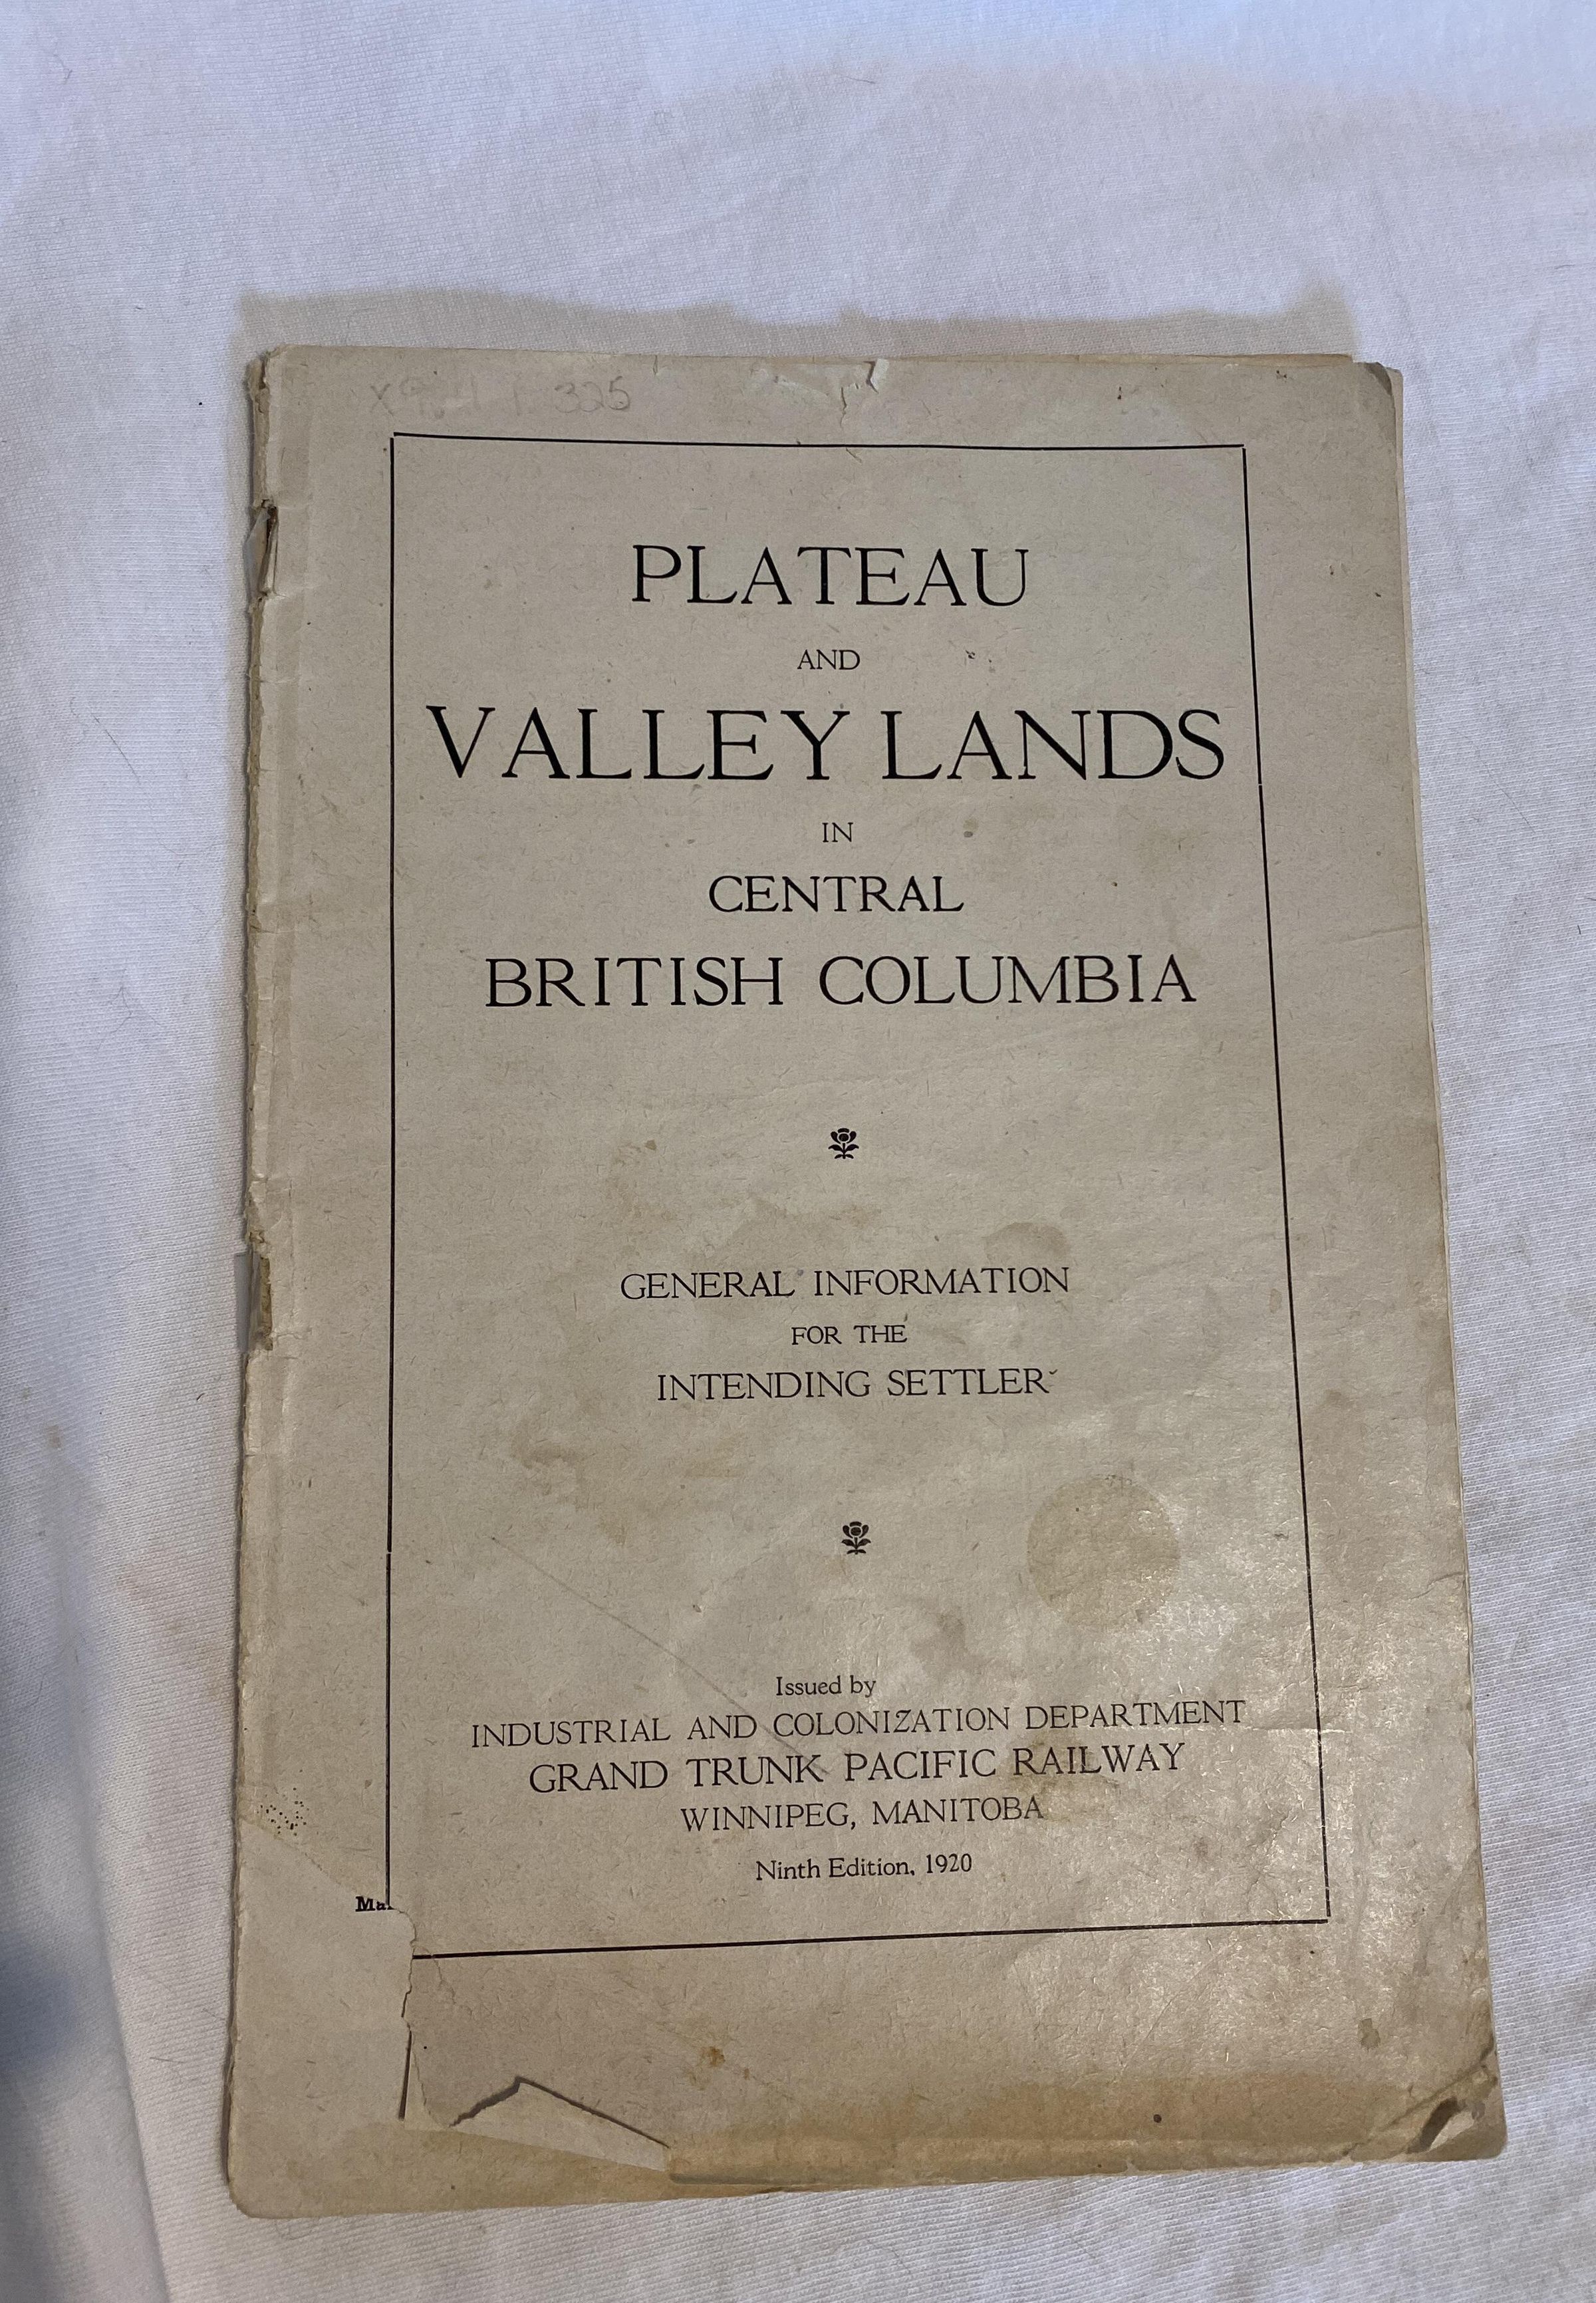 325
PLATEAU
AND
VALLEY LANDS
IN
CENTRAL
BRITISH COLUMBIA
GENERAL INFORMATION
FOR THE
INTENDING SETTLER
Issued by
INDUSTRIAL AND COLONIZATION DEPARTMENT
GRAND TRUNK PACIFIC RAILWAY
WINNIPEG, MANITOBA
Ninth Edition, 1920